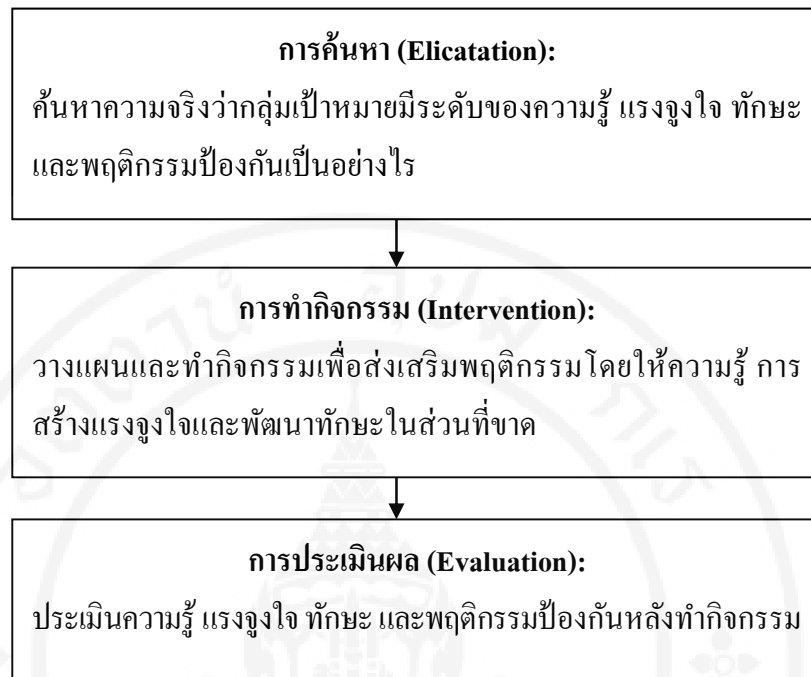 การค้นหา (Elicatation):
ค้นหาความจริงว่ากลุ่มเป้าหมายมีระดับของความรู้ แรงจูงใจ ทักษะ
และพฤติกรรมป้องกันเป็นอย่างไร
การทำกิจกรรม (Intervention):
วางแผนและทำกิจกรรมเพื่อส่งเสริมพฤติกรรมโดยให้ความรู้ การ
สร้างแรงจูงใจและพัฒนาทักษะในส่วนที่ขาด
การประเมินผล (Evaluation):
ประเมินความรู้ แรงจูงใจ ทักษะ และพฤติกรรมป้องกันหลังทำกิจกรรม